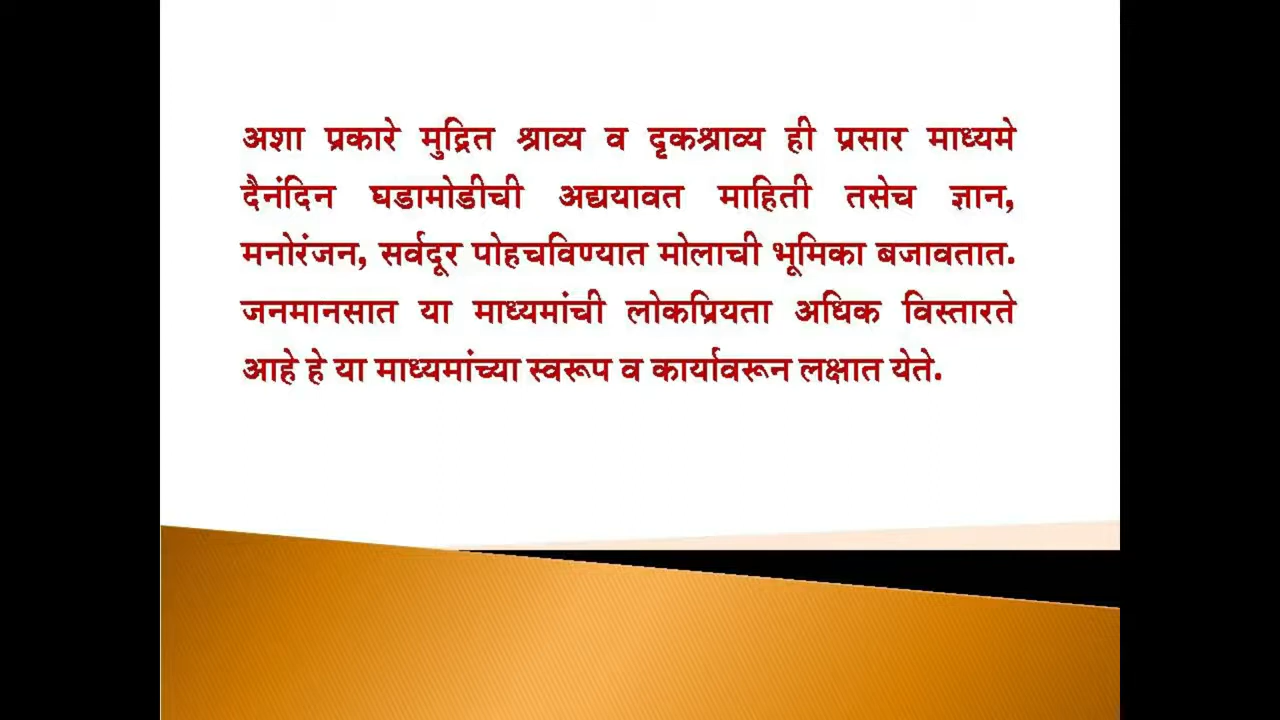 अशा प्रकारे मुद्रित श्राव्य व दृकश्राव्य ही प्रसार माध्यमे
दैनंदिन घडामोडीची अद्ययावत माहिती तसेच ज्ञान,
मनोरंजन, सर्वदूर पोहचविण्यात मोलाची भूमिका बजावतात.
जनमानसात या माध्यमांची लोकप्रियता अधिक विस्तारते
आहे हे या माध्यमांच्या स्वरूप व कार्यावरून लक्षात येते.